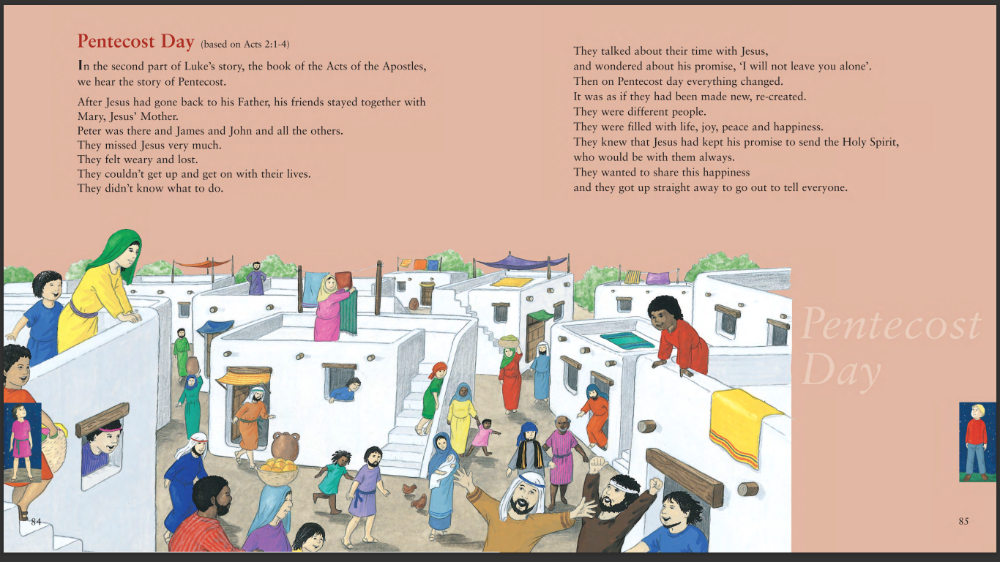 Pentecost Day (based on Acts 2:1-4)
In the second part of Luke’s story, the book of the Acts of the Apostles,
we hear the story of Pentecost.
After Jesus had gone back to his Father, his friends stayed together with
Mary, Jesus’ Mother.
Peter was there and James and John and all the others.
They missed Jesus very much.
They felt weary and lost.
They couldn’t get up and get on with their lives.
They didn’t know what to do.
84
They talked about their time with Jesus,
and wondered about his promise, ‘I will not leave you alone’.
Then on Pentecost day everything changed.
It was as if they had been made new, re-created.
They were different people.
They were filled with life, joy, peace and happiness.
They knew that Jesus had kept his promise to send the Holy Spirit,
who would be with them always.
They wanted to share this happiness
and they got up straight away to go out to tell everyone.
Pentecost
Day
85